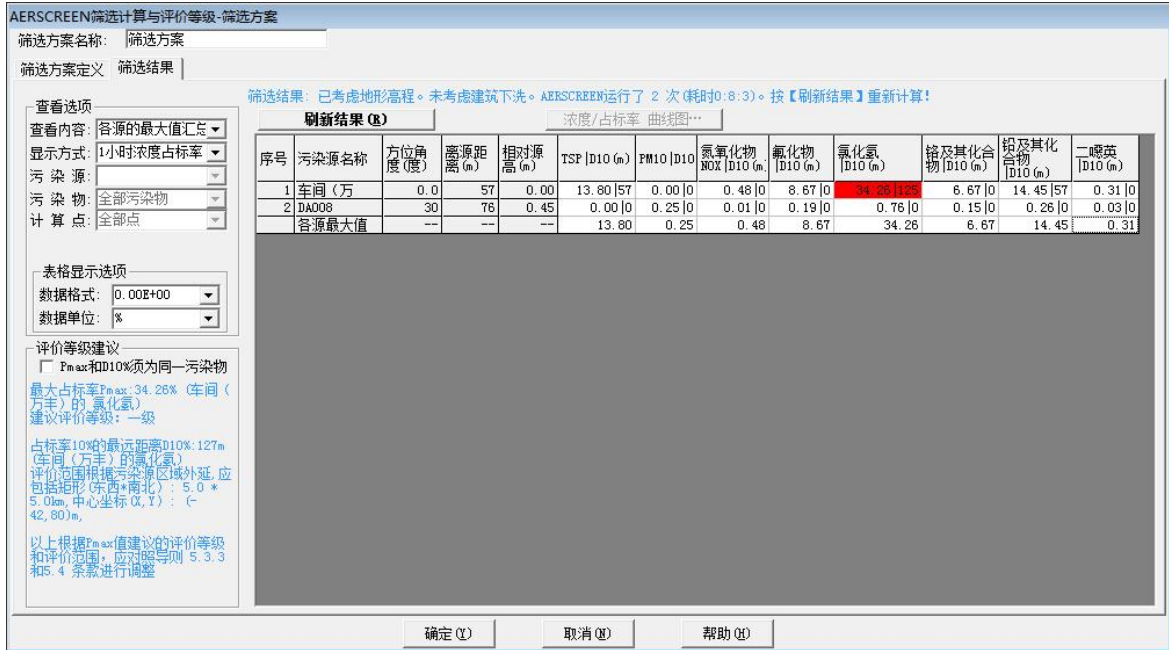 AERSCREEN筛选计算与评价等级-筛选方案
筛选方案名称: 筛选方案
筛选方案定义 筛选结果
查看选项
查看内容: 各源的最大值汇总
显示方式: 1小时浓度占标率
污 染 源:
污 染 物: 全部污染物
计 算 点: 全部点
表格显示选项
数据格式: 0.00E+00
数据单位: %
评价等级建议
Pmax和D10%须为同一污染物
最大占标率Pmax:34.26% (车间 (
万丰) 的 氯化氢)
建议评价等级: 一级
占标率10%的最远距离D10%:127m
(车间 (万丰) 的氯化氢)
评价范围根据污染源区域外延, 应
包括矩形(东西*南北) : 5.0 *
5.0km, 中心坐标(X,Y) : (-
42,80)m,
以上根据Pmax值建议的评价等级
和评价范围, 应对照导则 5.3.3
和5.4 条款进行调整
筛选结果: 已考虑地形高程。未考虑建筑下洗。AERSCREEN运行了 2 次(耗时0:8:3)。按【刷新结果】重新计算!
刷新结果(R) 浓度/占标率 曲线图…
序号 污染源名称 方位角度(度) 离源距离(m) 相对源高(m) TSP|D10(m) PM10|D10 氮氧化物NOX|D10(m. 氟化物|D10(m) 氯化氢|D10(m) 铬及其化合物|D10(m) 铅及其化合物|D10(m) 二噁英|D10(m)
1 车间 (万 0.0 57 0.00 13.80|57 0.00|0 0.48|0 8.67|0 34.26|125 6.67|0 14.45|57 0.31|0
2 DA008 30 76 0.45 0.00|0 0.25|0 0.01|0 0.19|0 0.76|0 0.15|0 0.26|0 0.03|0
各源最大值 -- -- -- 13.80 0.25 0.48 8.67 34.26 6.67 14.45 0.31
确定(Y) 取消(N) 帮助(H)